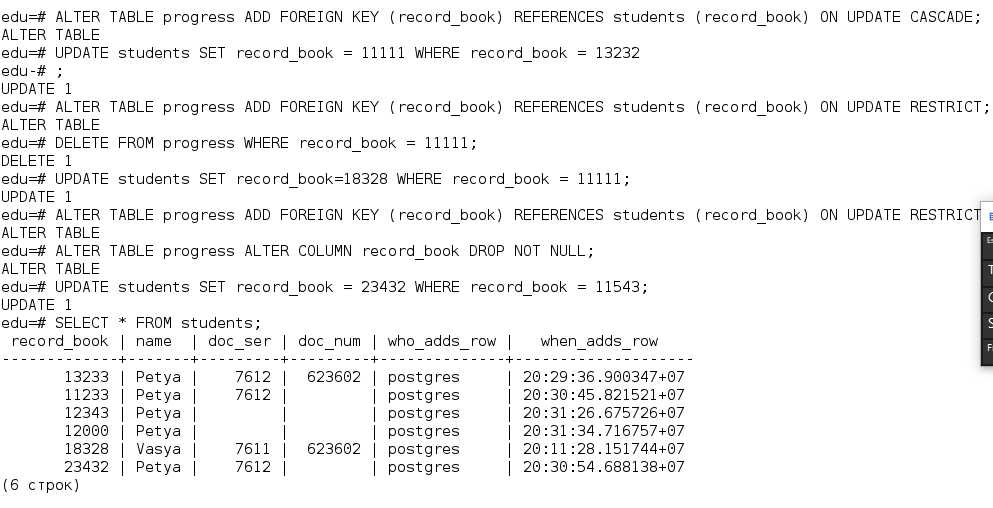 edu=# ALTER TABLE progress ADD FOREIGN KEY (record_book) REFERENCES students (record_book) ON UPDATE CASCADE;
ALTER TABLE
edu=# UPDATE students SET record_book = 11111 WHERE record_book = 13232
edu-# ;
UPDATE 1
edu=# ALTER TABLE progress ADD FOREIGN KEY (record_book) REFERENCES students (record_book) ON UPDATE RESTRICT;
ALTER TABLE
edu=# DELETE FROM progress WHERE record_book = 11111;
DELETE 1
edu=# UPDATE students SET record_book=18328 WHERE record_book = 11111;
UPDATE 1
edu=# ALTER TABLE progress ADD FOREIGN KEY (record_book) REFERENCES students (record_book) ON UPDATE RESTRICT
ALTER TABLE
edu=# ALTER TABLE progress ALTER COLUMN record_book DROP NOT NULL;
ALTER TABLE
edu=# UPDATE students SET record_book = 23432 WHERE record_book = 11543;
UPDATE 1
edu=# SELECT * FROM students;
 record_book | name  | doc_ser | doc_num | who_adds_row |   when_adds_row
-------------+-------+---------+---------+--------------+--------------------
       13233 | Petya |    7612 |  623602 | postgres     | 20:29:36.900347+07
       11233 | Petya |    7612 |         | postgres     | 20:30:45.821521+07
       12343 | Petya |         |         | postgres     | 20:31:26.675726+07
       12000 | Petya |         |         | postgres     | 20:31:34.716757+07
       18328 | Vasya |    7611 |  623602 | postgres     | 20:11:28.151744+07
       23432 | Petya |    7612 |         | postgres     | 20:30:54.688138+07
(6 строк)